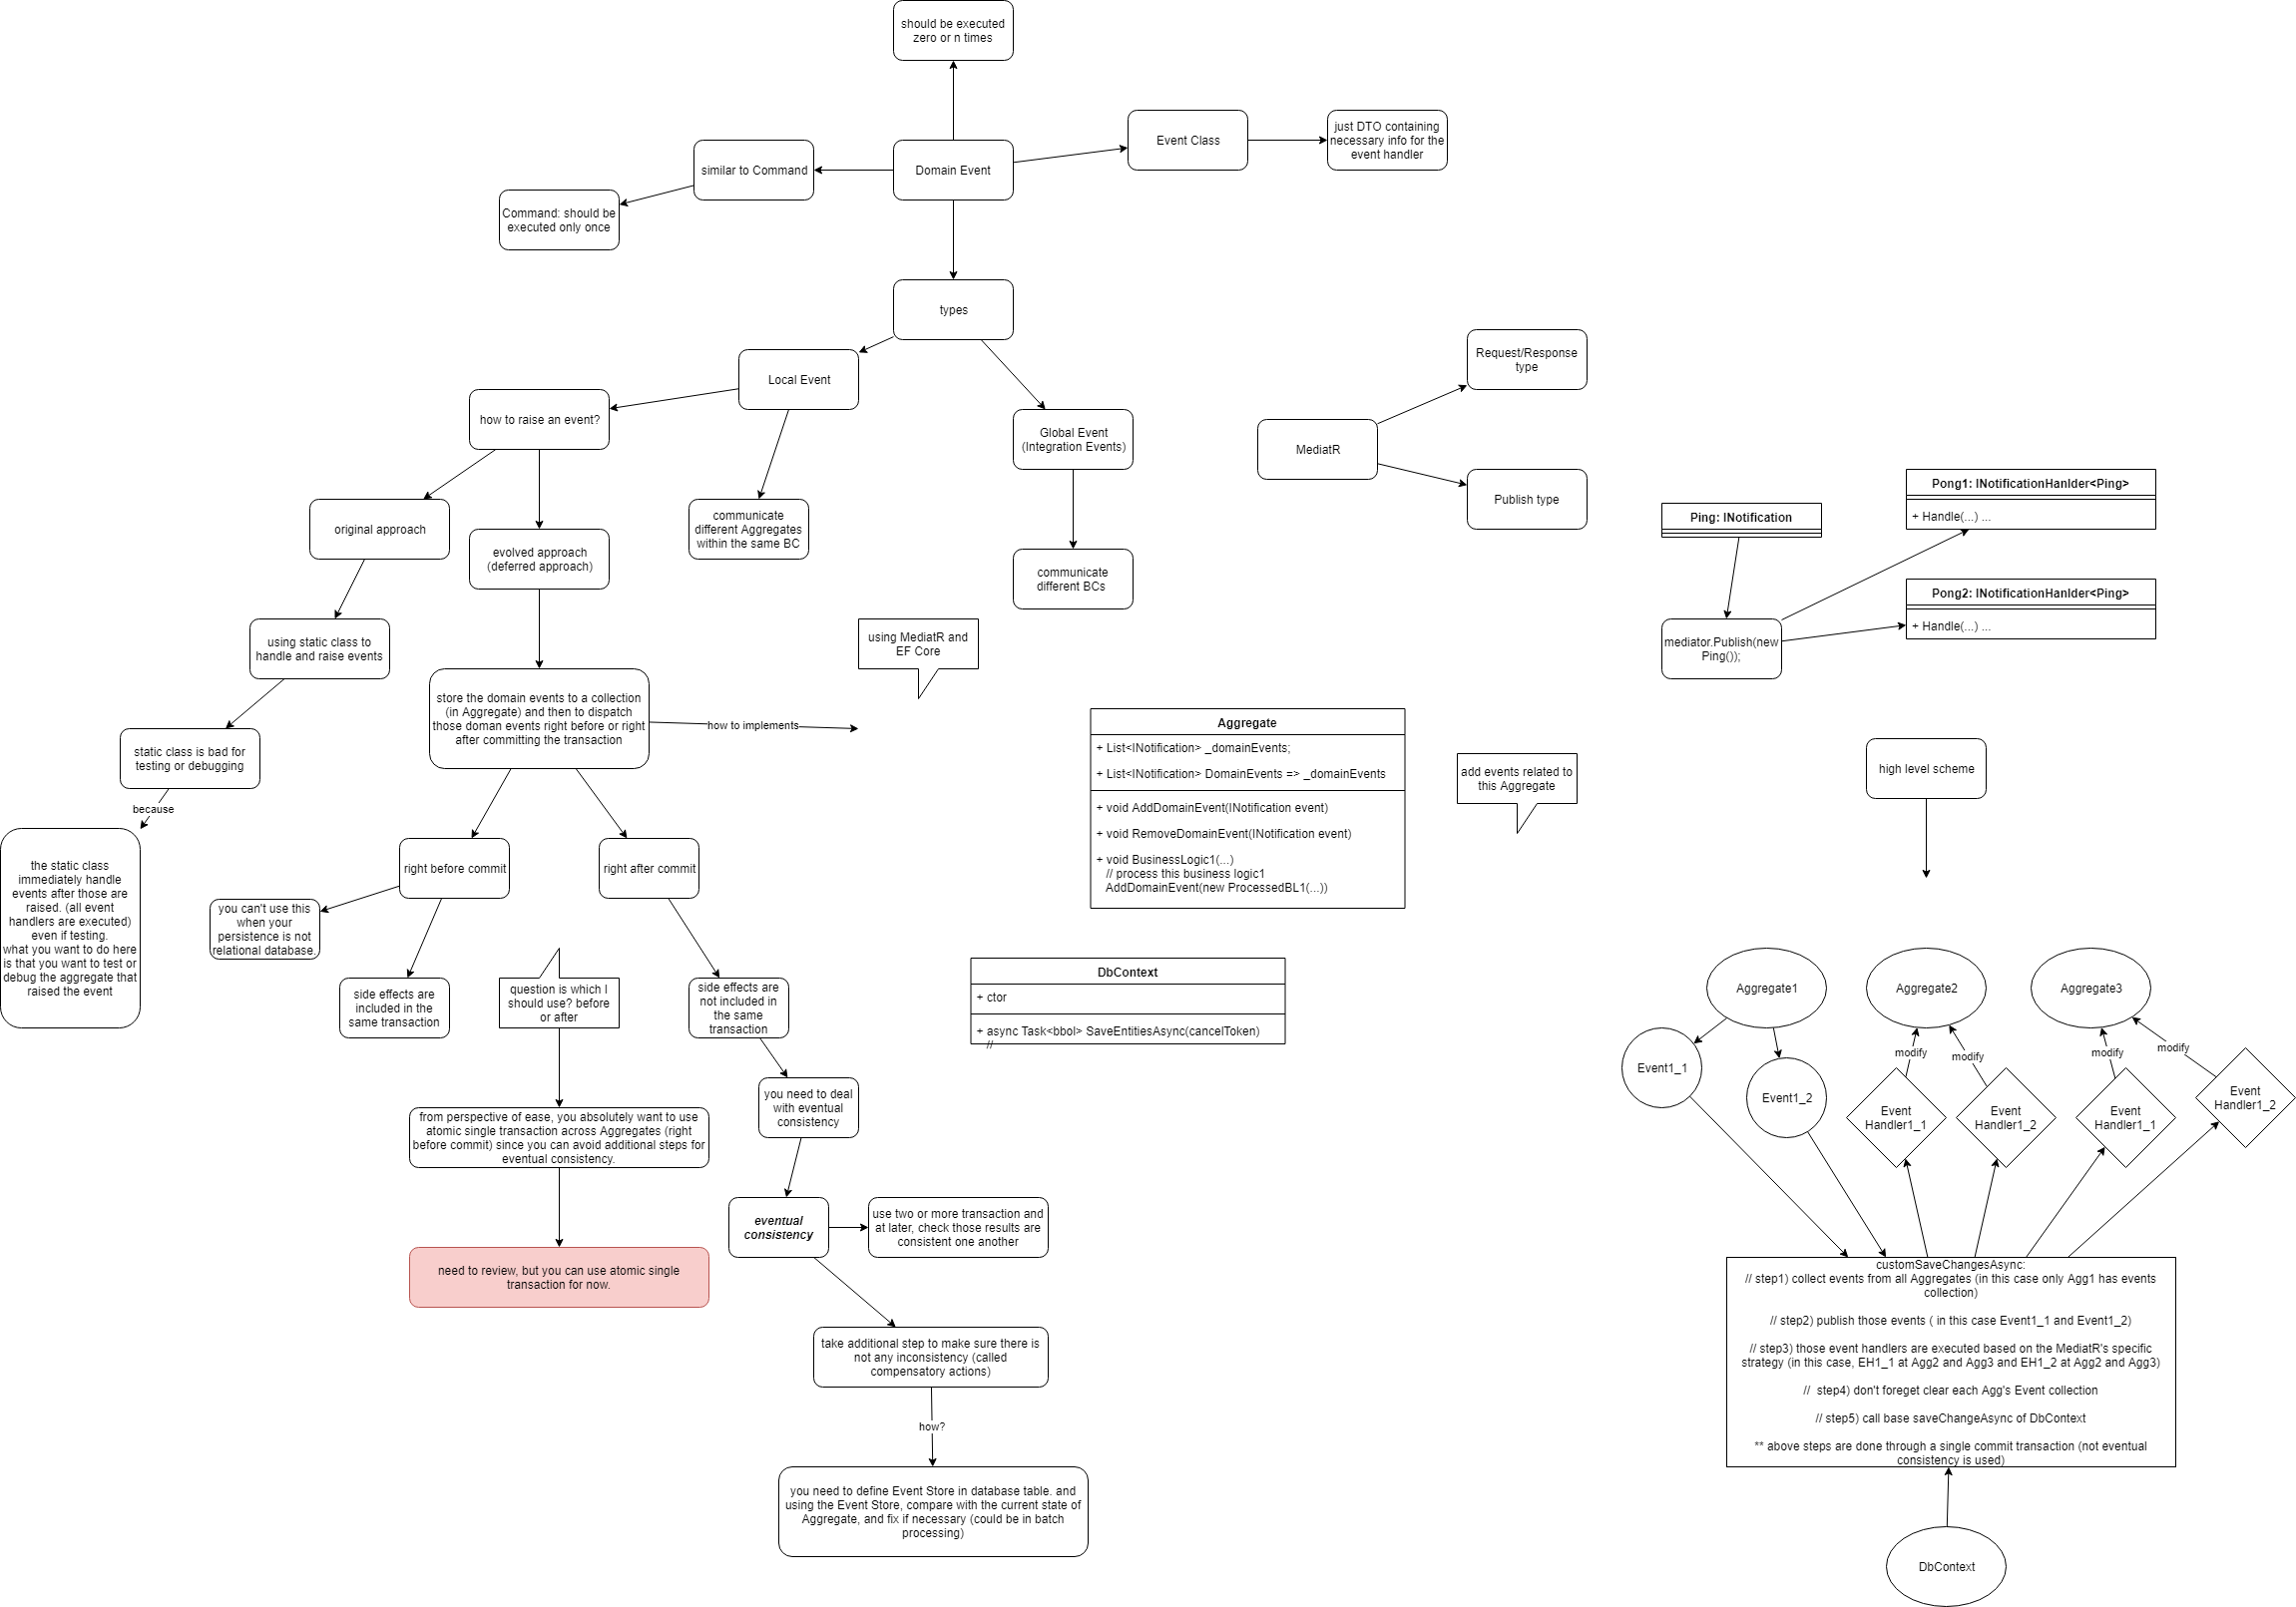 should be executed
zero or n times
Event Class
just DTO containing
necessary info for the
event handler
similar to Command
Domain Event
Command: should be
executed only once
types
Request/Response
type
Local Event
how to raise an event?
Global Event
(Integration Events)
MediatR
Publish type
communicate
different Aggregates
within the same BC
original approach
evolved approach
(deferred approach)
communicate
different BCs
Ping: INotification
Pong1: INotificationHanlder<Ping>
+ Handle(...) ...
Pong2: INotificationHanlder<Ping>
+ Handle(...) ...
mediator.Publish(new
Ping());
using static class to
handle and raise events
using MediatR and
EF Core
store the domain events to a collection
(in Aggregate) and then to dispatch
those doman events right before or right
after committing the transaction
how to implements
static class is bad for
testing or debugging
because
Aggregate
+ List<INotification> _domainEvents;
+ List<INotification> DomainEvents => _domainEvents
+ void AddDomainEvent(INotification event)
+ void RemoveDomainEvent(INotification event)
+ void BusinessLogic1(...)
// process this business logic1
AddDomainEvent(new ProcessedBL1(...))
add events related to
this Aggregate
high level scheme
the static class
immediately handle
events after those are
raised. (all event
handlers are executed)
even if testing.
what you want to do here
is that you want to test or
debug the aggregate that
raised the event
right before commit
right after commit
you can't use this
when your
persistence is not
relational database.
side effects are
included in the
same transaction
question is which I
should use? before
or after
side effects are
not included in
the same
transaction
DbContext
+ ctor
+ async Task<bbol> SaveEntitiesAsync(cancelToken)
//
Aggregate1
Aggregate2
Aggregate3
modify
modify
modify
modify
Event1_1
Event1_2
Event
Handler1_1
Event
Handler1_2
Event
Handler1_1
Event
Handler1_2
you need to deal
with eventual
consistency
from perspective of ease, you absolutely want to use
atomic single transaction across Aggregates (right
before commit) since you can avoid additional steps for
eventual consistency.
eventual
consistency
use two or more transaction and
at later, check those results are
consistent one another
need to review, but you can use atomic single
transaction for now.
customSaveChangesAsync:
// step1) collect events from all Aggregates (in this case only Agg1 has events
collection)
// step2) publish those events ( in this case Event1_1 and Event1_2)
// step3) those event handlers are executed based on the MediatR's specific
strategy (in this case, EH1_1 at Agg2 and Agg3 and EH1_2 at Agg2 and Agg3)
// step4) don't foreget clear each Agg's Event collection
// step5) call base saveChangeAsync of DbContext
** above steps are done through a single commit transaction (not eventual
consistency is used)
take additional step to make sure there is
not any inconsistency (called
compensatory actions)
how?
you need to define Event Store in database table. and
using the Event Store, compare with the current state of
Aggregate, and fix if necessary (could be in batch
processing)
DbContext